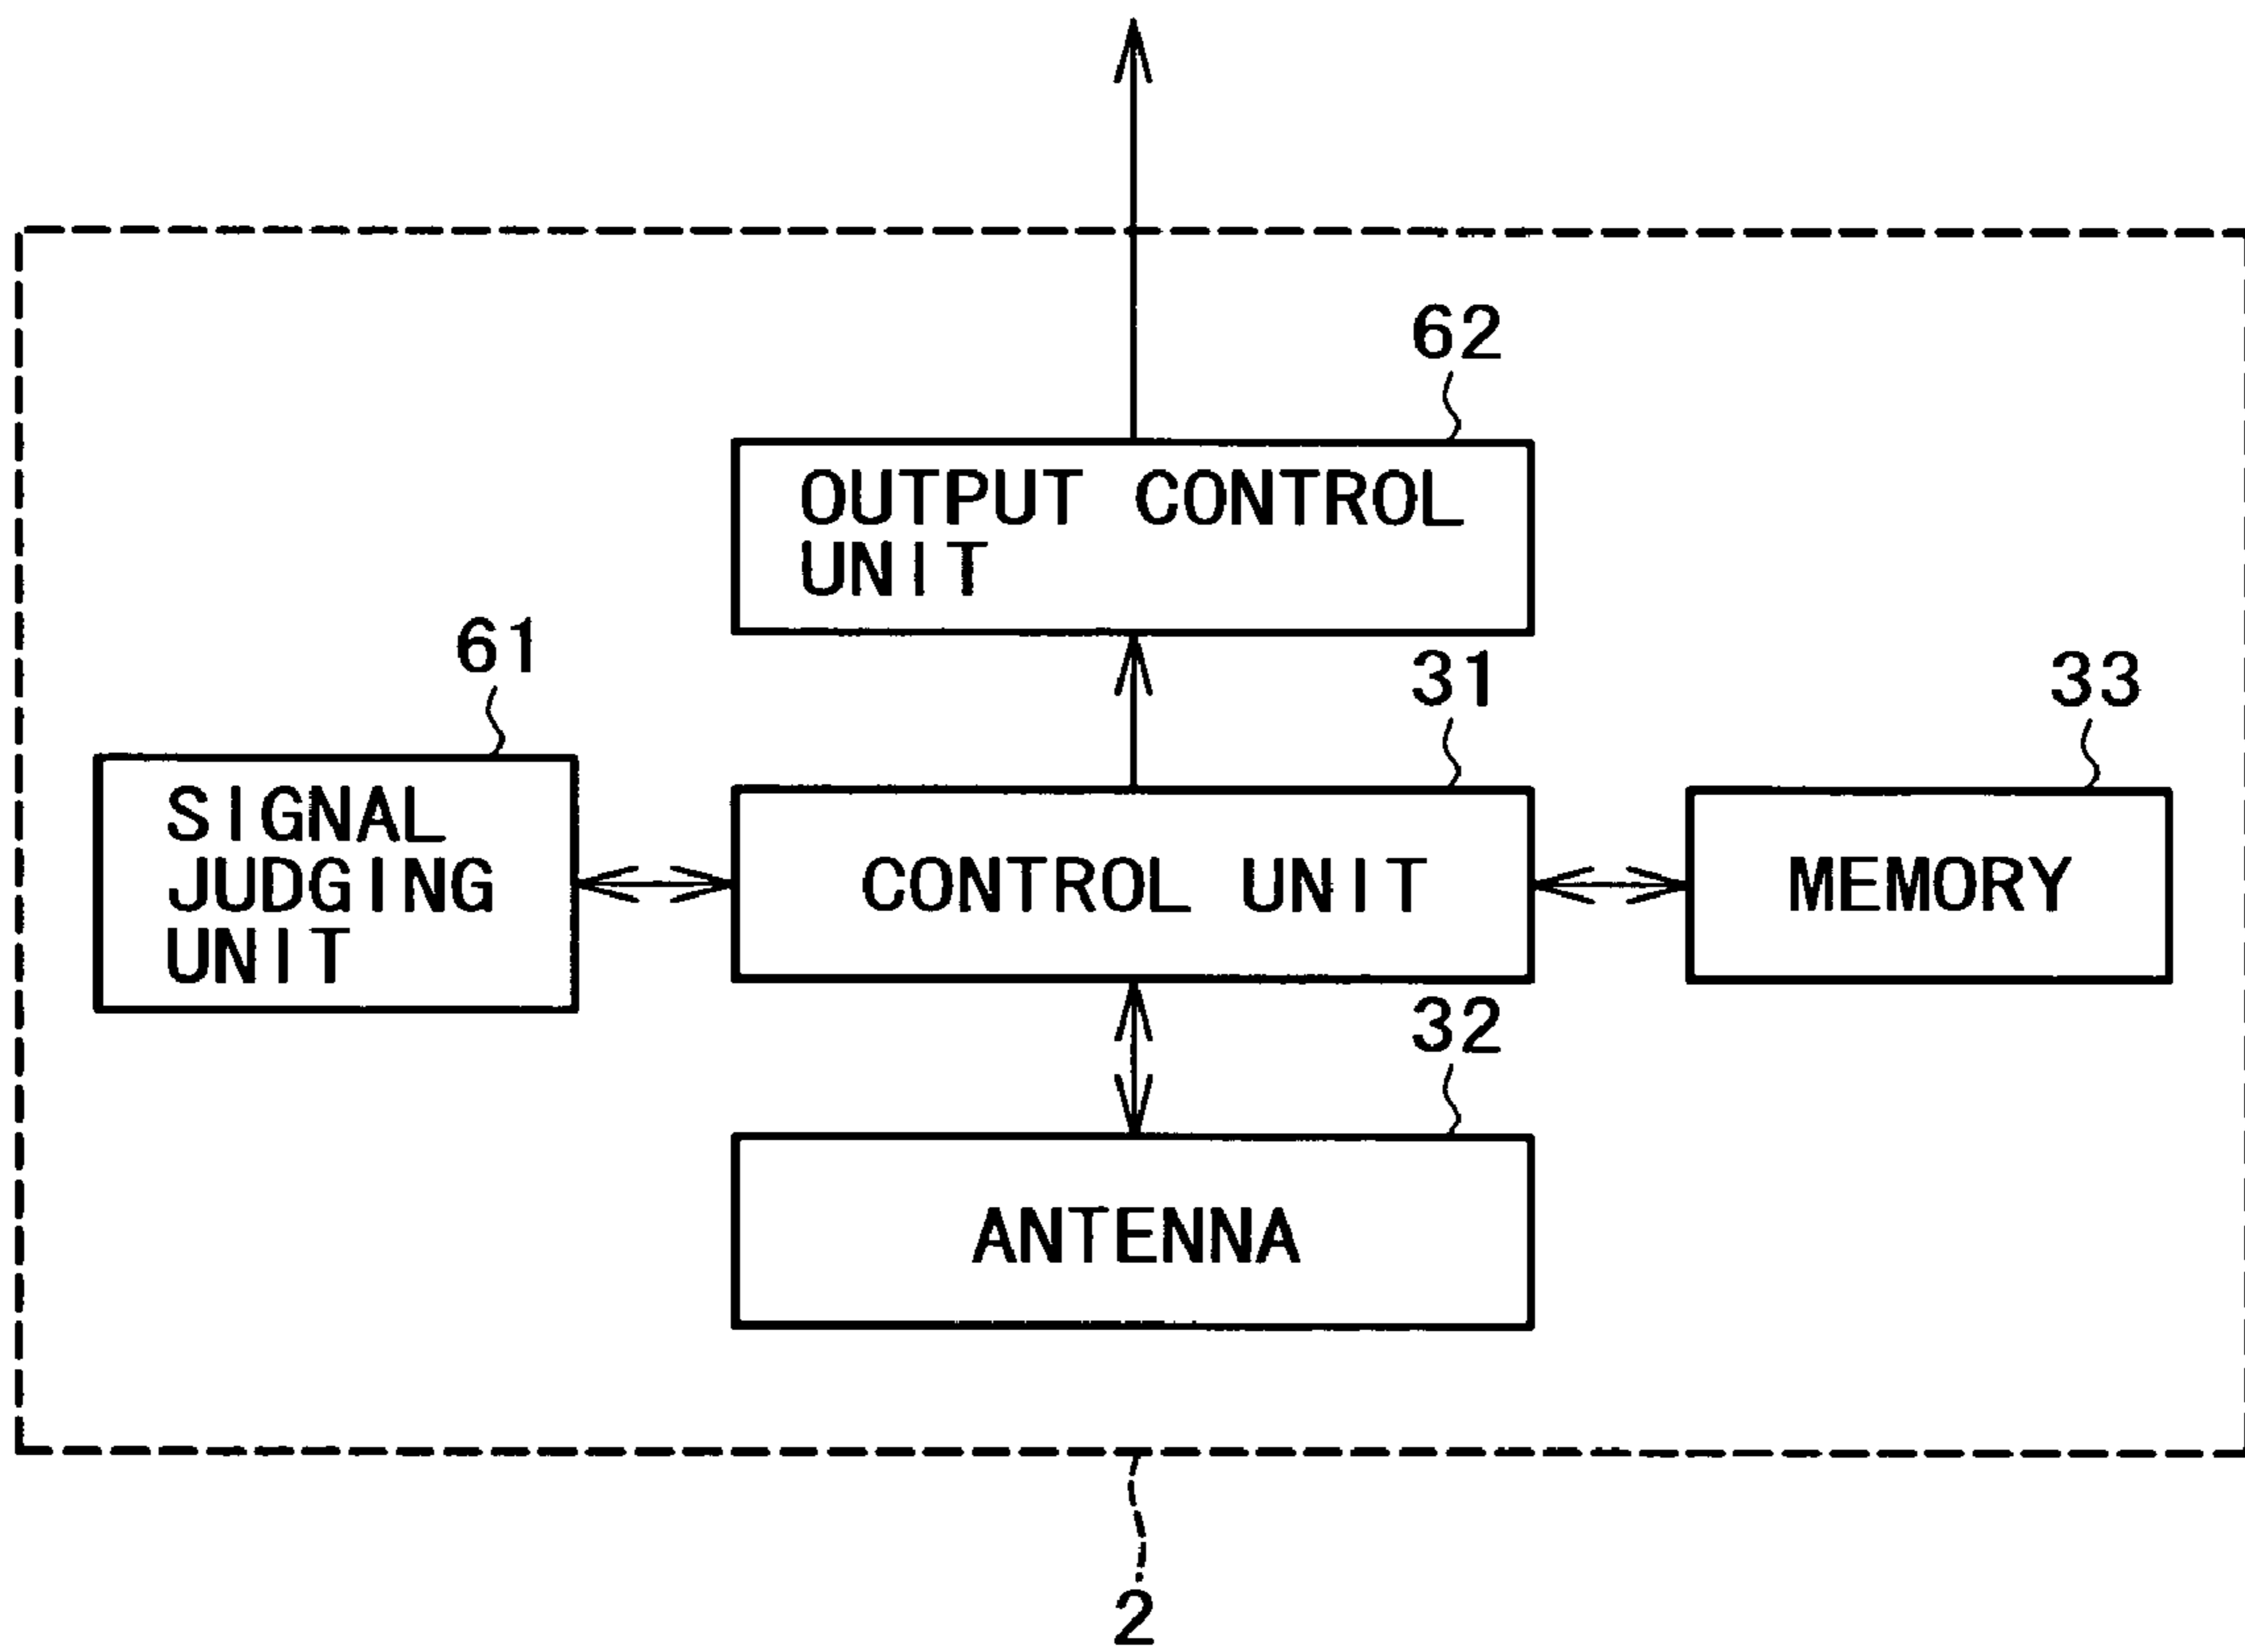 62
OUTPUT CONTROL
UNIT
61
SIGNAL
JUDGING
UNIT
31
CONTROL UNIT
33
MEMORY
32
ANTENNA
2